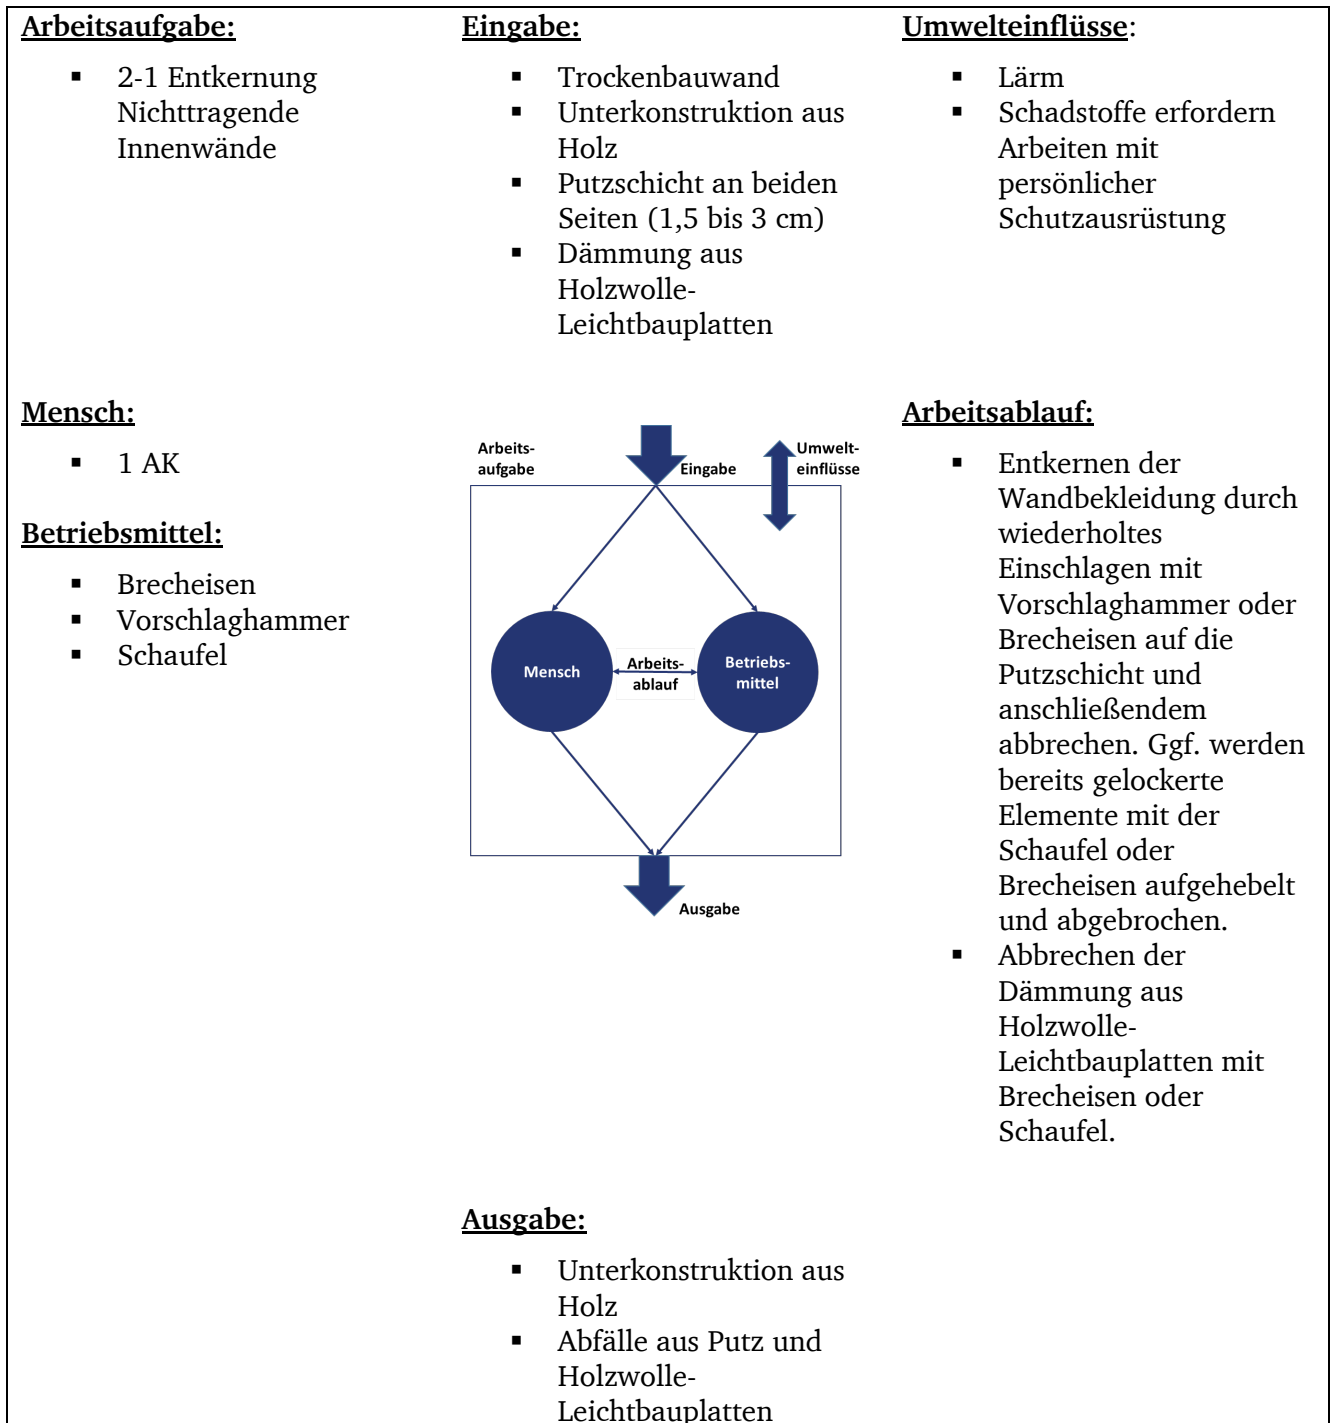 Arbeitsaufgabe:
▪ 2-1 Entkernung
Nichttragende
Innenwände
Eingabe:
▪ Trockenbauwand
▪ Unterkonstruktion aus
Holz
▪ Putzschicht an beiden
Seiten (1,5 bis 3 cm)
▪ Dämmung aus
Holzwolle-
Leichtbauplatten
Umwelteinflüsse:
▪ Lärm
▪ Schadstoffe erfordern
Arbeiten mit
persönlicher
Schutzausrüstung
Mensch:
▪ 1 AK
Betriebsmittel:
▪ Brecheisen
▪ Vorschlaghammer
▪ Schaufel
Arbeits-
aufgabe
Eingabe
Umwelt-
einflüsse
Mensch
Arbeits-
ablauf
Betriebs-
mittel
Ausgabe
Arbeitsablauf:
▪ Entkernen der
Wandbekleidung durch
wiederholtes
Einschlagen mit
Vorschlaghammer oder
Brecheisen auf die
Putzschicht und
anschließendem
abbrechen. Ggf. werden
bereits gelockerte
Elemente mit der
Schaufel oder
Brecheisen aufgehebelt
und abgebrochen.
▪ Abbrechen der
Dämmung aus
Holzwolle-
Leichtbauplatten mit
Brecheisen oder
Schaufel.
Ausgabe:
▪ Unterkonstruktion aus
Holz
▪ Abfälle aus Putz und
Holzwolle-
Leichtbauplatten